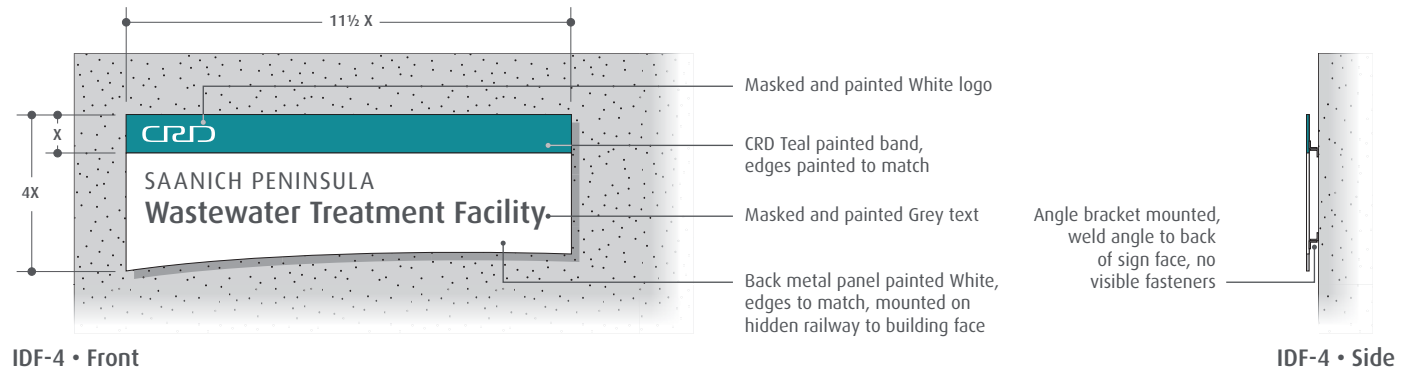 11½ X
X
4X
CRD
SAANICH PENINSULA
Wastewater Treatment Facility
Masked and painted White logo
CRD Teal painted band,
edges painted to match
Masked and painted Grey text
Back metal panel painted White,
edges to match, mounted on
hidden railway to building face
Angle bracket mounted,
weld angle to back
of sign face, no
visible fasteners
IDF-4 • Front
IDF-4 • Side